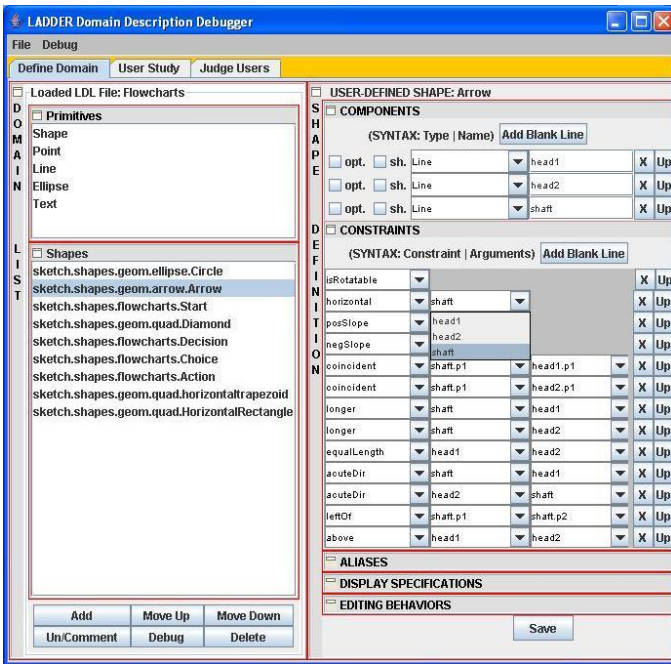 LADDER Domain Description Debugger
File Debug
Define Domain User Study Judge Users
DOMAIN LIST
Loaded LDL File: Flowcharts
Primitives
Shape
Point
Line
Ellipse
Text
Shapes
sketch.shapes.geom.ellipse.Circle
sketch.shapes.geom.arrow.Arrow
sketch.shapes.flowcharts.Start
sketch.shapes.geom.quad.Diamond
sketch.shapes.flowcharts.Decision
sketch.shapes.flowcharts.Choice
sketch.shapes.flowcharts.Action
sketch.shapes.geom.quad.horizontaltrapezoid
sketch.shapes.geom.quad.HorizontalRectangle
Add Move Up Move Down
Un/Comment Debug Delete
SHAPE DEFINITION
USER-DEFINED SHAPE: Arrow
COMPONENTS
(SYNTAX: Type | Name) Add Blank Line
opt. sh. Line head1 X Up
opt. sh. Line head2 X Up
opt. sh. Line shaft X Up
CONSTRAINTS
(SYNTAX: Constraint | Arguments) Add Blank Line
isRotatable X Up
horizontal shaft X Up
posSlope head1 X Up
negSlope head2 X Up
shaft
coincident shaft.p1 head1.p1 X Up
coincident shaft.p1 head2.p1 X Up
longer shaft head1 X Up
longer shaft head2 X Up
equalLength head1 head2 X Up
acuteDir shaft head1 X Up
acuteDir head2 shaft X Up
leftOf shaft.p1 shaft.p2 X Up
above head1 head2 X Up
ALIASES
DISPLAY SPECIFICATIONS
EDITING BEHAVIORS
Save